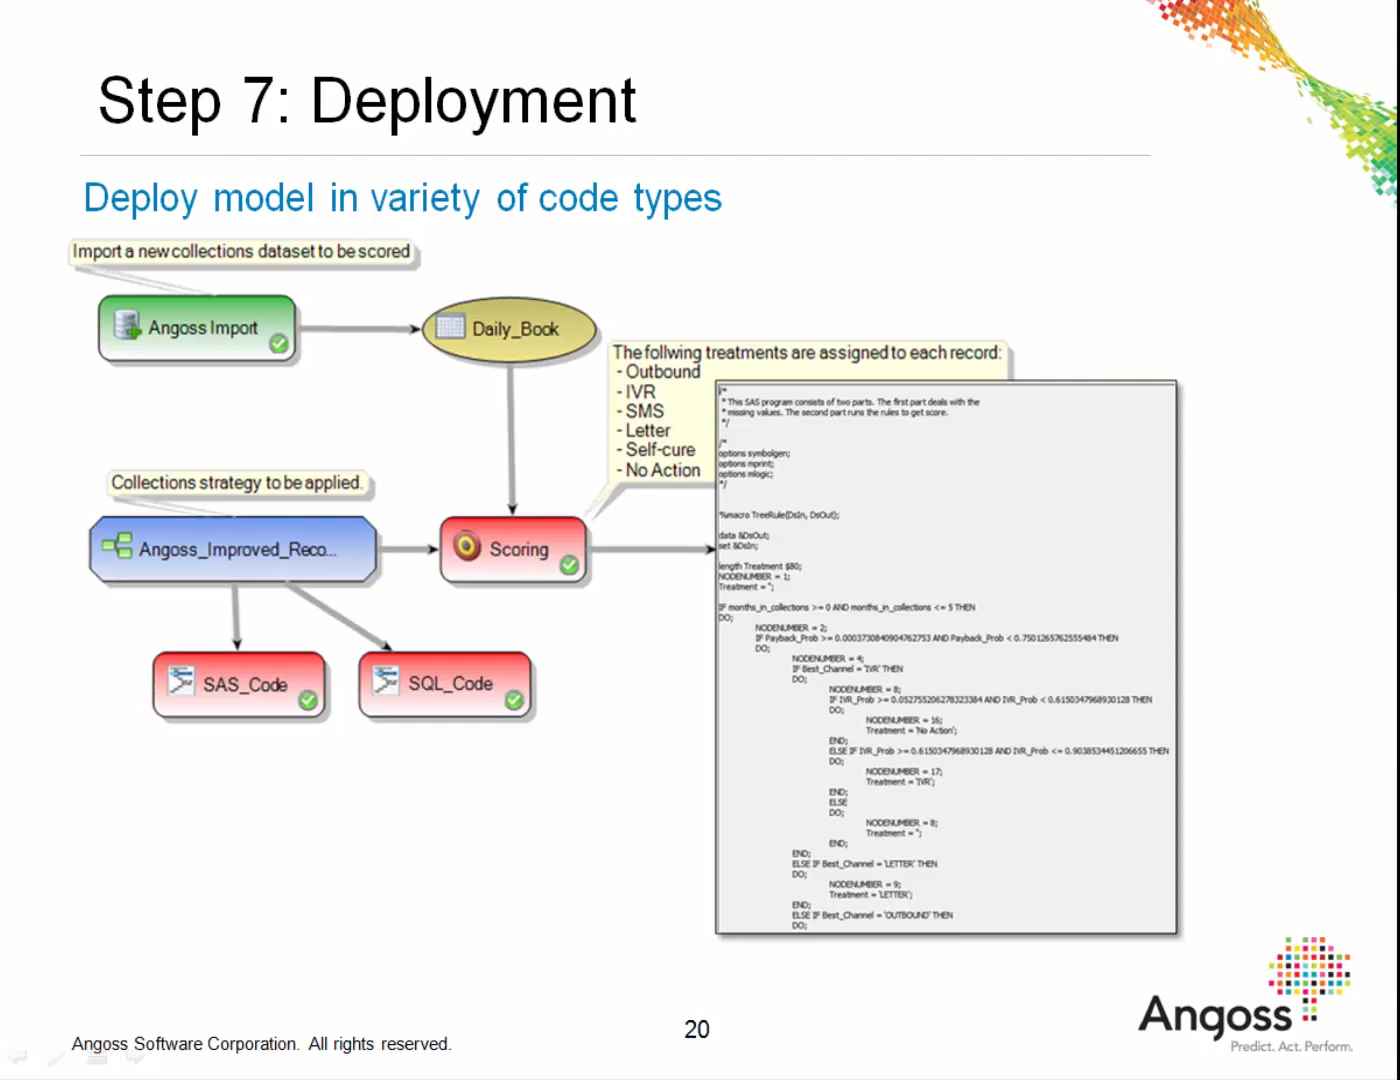 Step 7: Deployment
Deploy model in variety of code types
Import a new collections dataset to be scored
Angoss Import
Daily_Book
The follwing treatments are assigned to each record:
- Outbound
- IVR
- SMS
- Letter
- Self-cure
- No Action
Collections strategy to be applied.
Angoss_Improved_Reco...
Scoring
SAS_Code
SQL_Code
/*
* This SAS program consists of two parts. The first part deals with the
* missing values. The second part runs the rules to get score.
*/
/*
options symbolgen;
options mprint;
options mlogic;
*/
%macro TreeRule(DsIn, DsOut);
data &DsOut;
set &DsIn;
length Treatment $80;
NODENUMBER = 1;
Treatment = '';
IF months_in_collections >= 0 AND months_in_collections <= 5 THEN
DO;
NODENUMBER = 2;
IF Payback_Prob >= 0.0003730840904762753 AND Payback_Prob < 0.7501265762555484 THEN
DO;
NODENUMBER = 4;
IF Best_Channel = 'IVR' THEN
DO;
NODENUMBER = 8;
IF IVR_Prob >= 0.052755206278323384 AND IVR_Prob < 0.6150347968930128 THEN
DO;
NODENUMBER = 16;
Treatment = 'No Action';
END;
ELSE IF IVR_Prob >= 0.6150347968930128 AND IVR_Prob <= 0.9038534451206655 THEN
DO;
NODENUMBER = 17;
Treatment = 'IVR';
END;
ELSE
DO;
NODENUMBER = 8;
Treatment = '';
END;
END;
ELSE IF Best_Channel = 'LETTER' THEN
DO;
NODENUMBER = 9;
Treatment = 'LETTER';
END;
ELSE IF Best_Channel = 'OUTBOUND' THEN
DO;
Angoss
Predict. Act. Perform.
20
Angoss Software Corporation. All rights reserved.